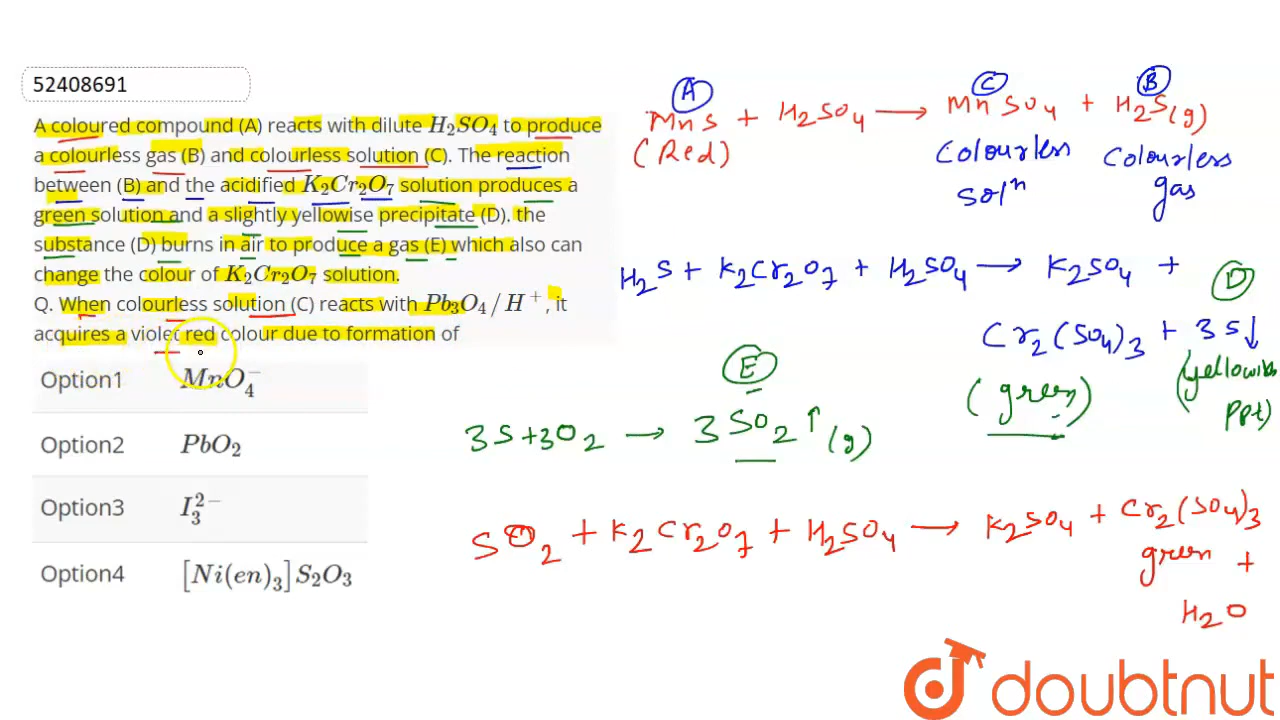 52408691
A coloured compound (A) reacts with dilute H₂SO₄ to produce
a colourless gas (B) and colourless solution (C). The reaction
between (B) and the acidified K₂Cr₂O₇ solution produces a
green solution and a slightly yellowise precipitate (D). the
substance (D) burns in air to produce a gas (E) which also can
change the colour of K₂Cr₂O₇ solution.
Q. When colourless solution (C) reacts with Pb₃O₄/H⁺, it
acquires a violet red colour due to formation of
Option1 MnO₄⁻
Option2 PbO₂
Option3 I₃²⁻
Option4 [Ni(en)₃]S₂O₃
A C B
MnS + H₂SO₄ → MnSO₄ + H₂S(g)
(Red) Colourless Colourless
solⁿ gas
H₂S + K₂Cr₂O₇ + H₂SO₄ → K₂SO₄ +
D
Cr₂(SO₄)₃ + 3S↓
(green) (yellowish
ppt)
E
3S+3O₂ → 3SO₂↑(g)
SO₂ + K₂Cr₂O₇ + H₂SO₄ → K₂SO₄ + Cr₂(SO₄)₃
green +
H₂O
doubtnut